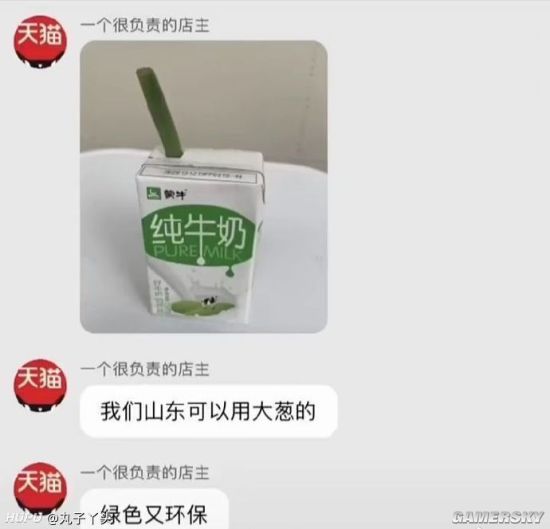 天猫
一个很负责的店主
蒙牛
纯牛奶
PURE MILK
天猫
一个很负责的店主
我们山东可以用大葱的
天猫
一个很负责的店主
绿色又环保
HUPU @丸子丫头
GAMERSKY